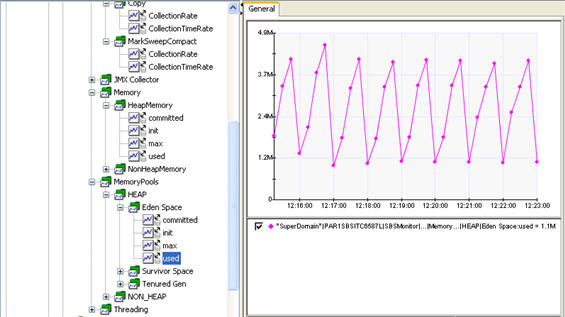 Copy
CollectionRate
CollectionTimeRate
MarkSweepCompact
CollectionRate
CollectionTimeRate
JMX Collector
Memory
HeapMemory
committed
init
max
used
NonHeapMemory
MemoryPools
HEAP
Eden Space
committed
init
max
used
Survivor Space
Tenured Gen
NON_HEAP
Threading
General
4.9M
3.7M
2.4M
1.2M
0
12:16:00 12:17:00 12:18:00 12:19:00 12:20:00 12:21:00 12:22:00 12:23:00
"SuperDomain"|PAR1SBSITC6587L|SBSMonitor|...|Memory...|HEAP|Eden Space:used = 1.1M